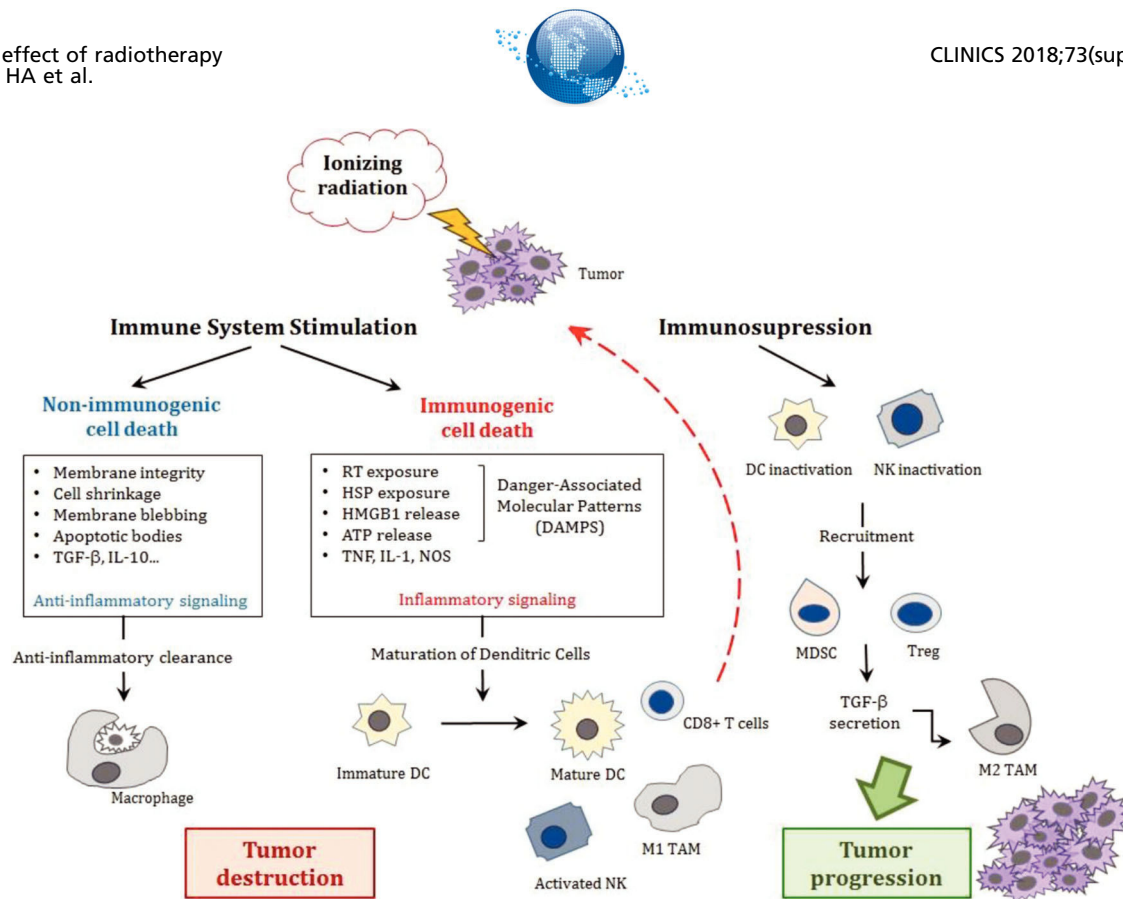 effect of radiotherapy
HA et al.
CLINICS 2018;73(sup
Ionizing
radiation
Tumor
Immune System Stimulation
Immunosupression
Non-immunogenic
cell death
• Membrane integrity
• Cell shrinkage
• Membrane blebbing
• Apoptotic bodies
• TGF-β, IL-10...
Anti-inflammatory signaling
Anti-inflammatory clearance
Macrophage
Immunogenic
cell death
• RT exposure
• HSP exposure
• HMGB1 release
• ATP release
• TNF, IL-1, NOS
Danger-Associated
Molecular Patterns
(DAMPS)
Inflammatory signaling
Maturation of Denditric Cells
Immature DC
Mature DC
CD8+ T cells
M1 TAM
Activated NK
DC inactivation
NK inactivation
Recruitment
MDSC
Treg
TGF-β
secretion
M2 TAM
Tumor
destruction
Tumor
progression